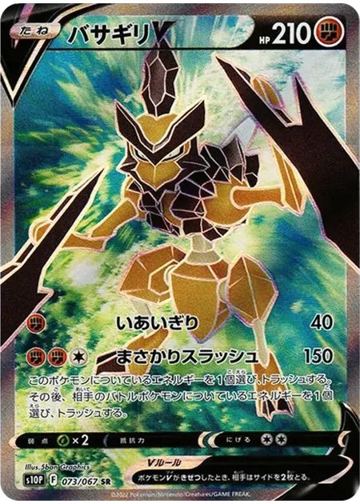 たね バサギリV HP 210
いあいぎり 40
まさかりスラッシュ 150
このポケモンについているエネルギーを1個選び、トラッシュする。
その後、相手のバトルポケモンについているエネルギーを1個
選び、トラッシュする。
弱点 ×2 抵抗力 にげる
Illus. 5ban Graphics
s10P F 073/067 SR
Vルール
ポケモンVがきぜつしたとき、相手はサイドを2枚とる。
©2022 Pokémon/Nintendo/Creatures/GAME FREAK.